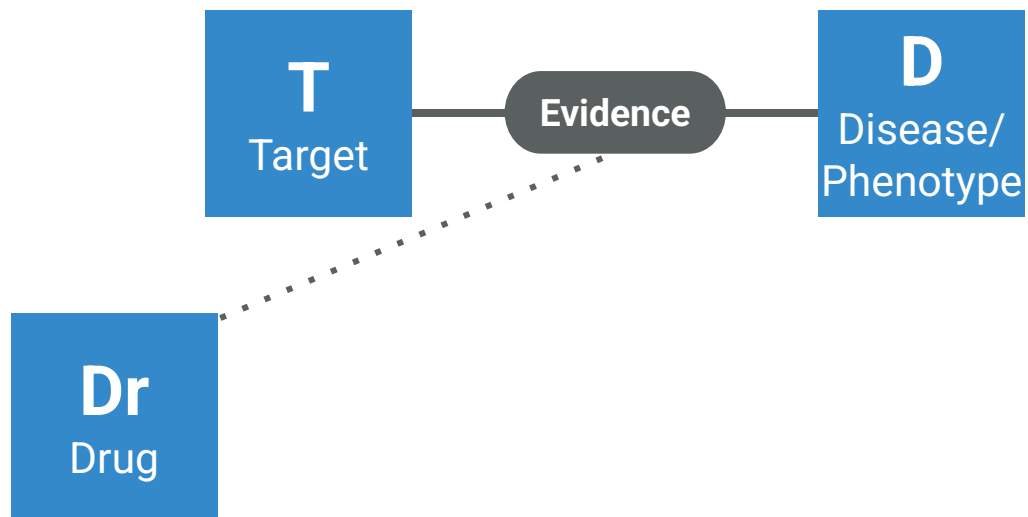 T
Target
Evidence
D
Disease/
Phenotype
Dr
Drug